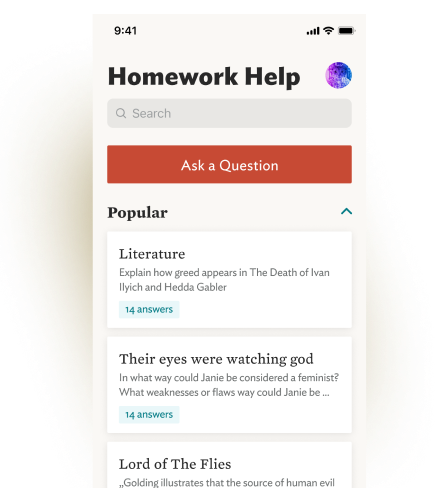 9:41
Homework Help
Search
Ask a Question
Popular
Literature
Explain how greed appears in The Death of Ivan
Ilyich and Hedda Gabler
14 answers
Their eyes were watching god
In what way could Janie be considered a feminist?
What weaknesses or flaws way could Janie be ...
14 answers
Lord of The Flies
„Golding illustrates that the source of human evil